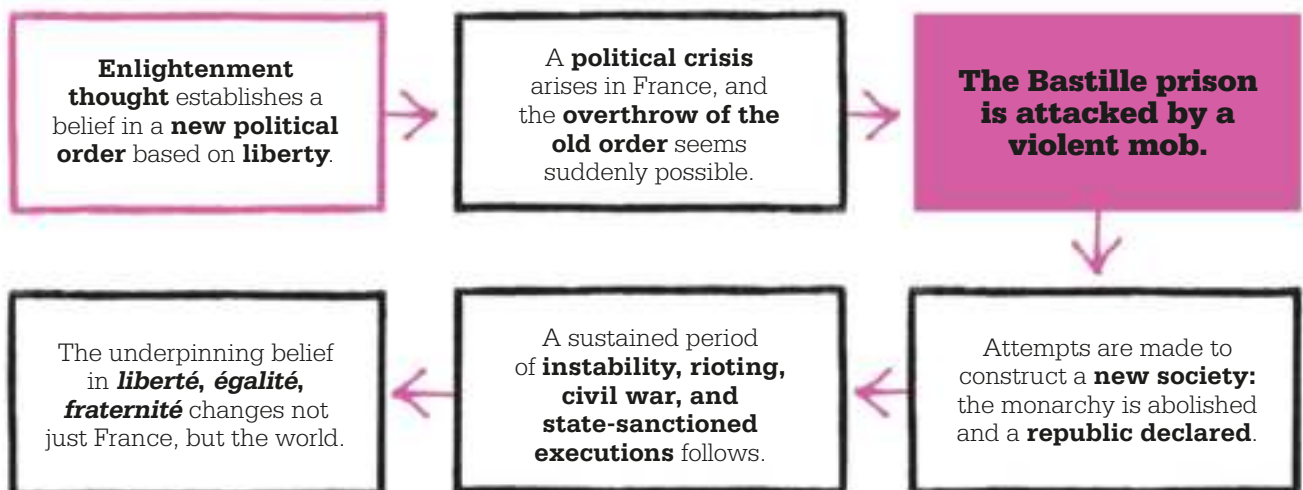 Enlightenment
thought establishes a
belief in a new political
order based on liberty.
A political crisis
arises in France, and
the overthrow of the
old order seems
suddenly possible.
The Bastille prison
is attacked by a
violent mob.
Attempts are made to
construct a new society:
the monarchy is abolished
and a republic declared.
A sustained period
of instability, rioting,
civil war, and
state-sanctioned
executions follows.
The underpinning belief
in liberté, égalité,
fraternité changes not
just France, but the world.